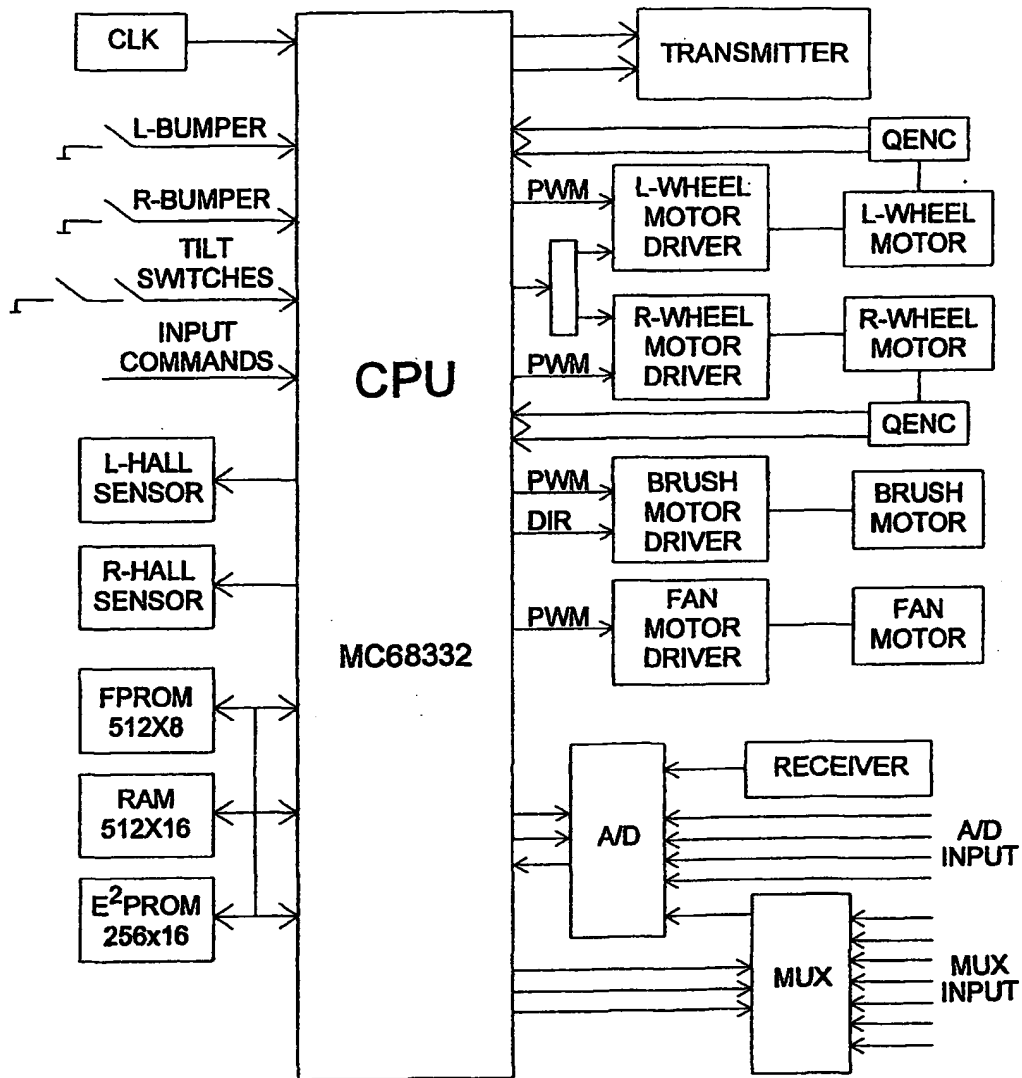 CLK
L-BUMPER
R-BUMPER
TILT
SWITCHES
INPUT
COMMANDS
L-HALL
SENSOR
R-HALL
SENSOR
FPROM
512X8
RAM
512X16
E²PROM
256x16
CPU
MC68332
TRANSMITTER
QENC
PWM
L-WHEEL
MOTOR
DRIVER
L-WHEEL
MOTOR
R-WHEEL
MOTOR
DRIVER
PWM
R-WHEEL
MOTOR
QENC
PWM
DIR
BRUSH
MOTOR
DRIVER
BRUSH
MOTOR
PWM
FAN
MOTOR
DRIVER
FAN
MOTOR
RECEIVER
A/D
A/D
INPUT
MUX
MUX
INPUT